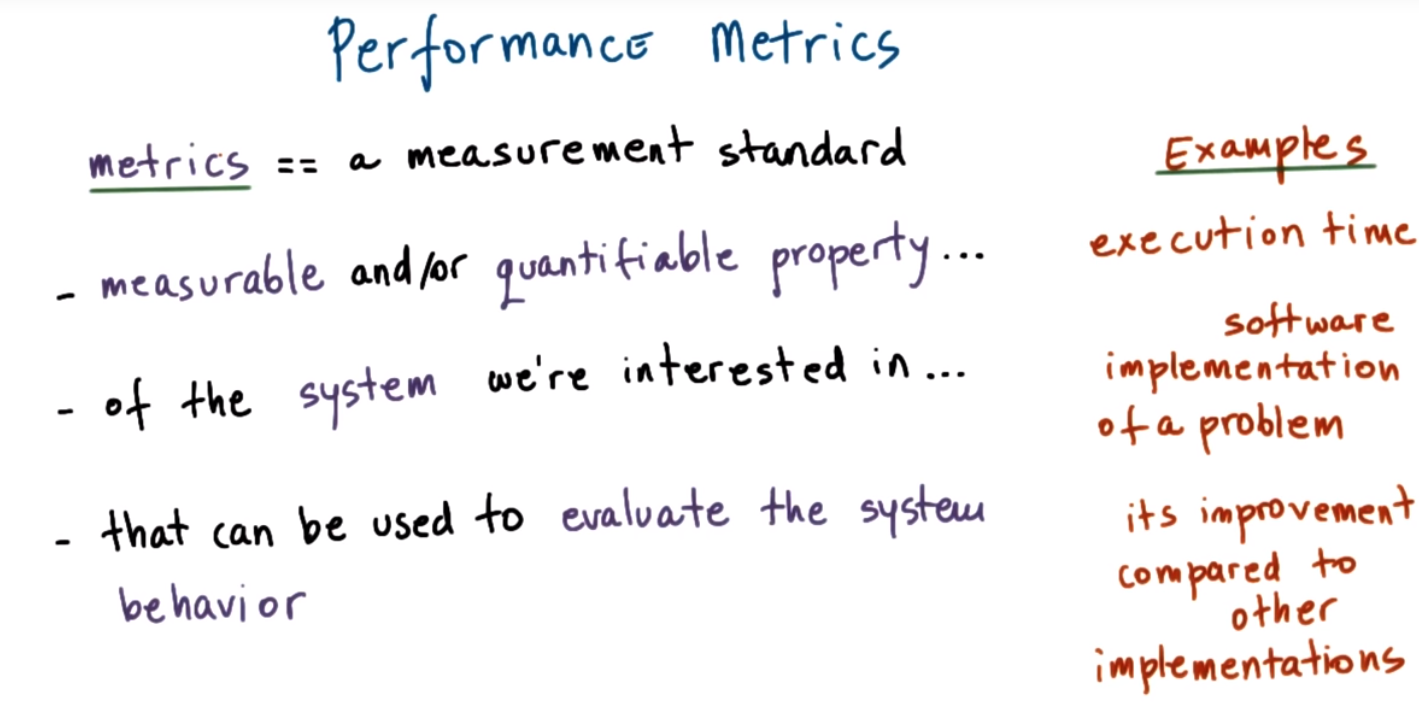 Performance Metrics
metrics == a measurement standard
- measurable and/or quantifiable property...
- of the system we're interested in...
- that can be used to evaluate the system
behavior
Examples
execution time
software
implementation
of a problem
its improvement
compared to
other
implementations